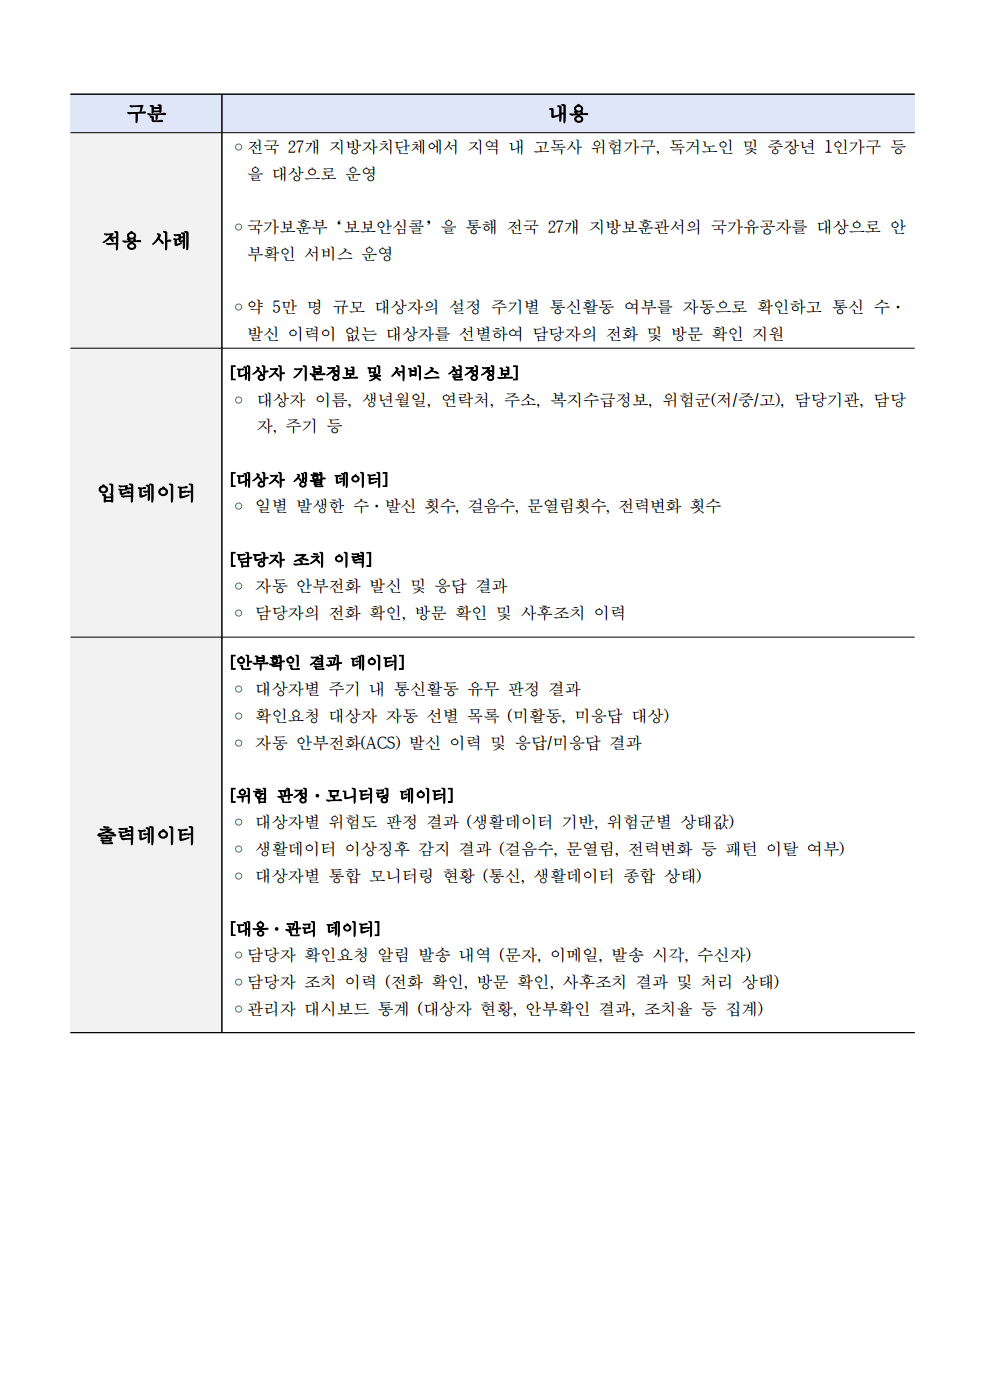 구분 내용
적용 사례
○ 전국 27개 지방자치단체에서 지역 내 고독사 위험가구, 독거노인 및 중장년 1인가구 등
을 대상으로 운영
○ 국가보훈부 ‘보보안심콜’ 을 통해 전국 27개 지방보훈관서의 국가유공자를 대상으로 안
부확인 서비스 운영
○ 약 5만 명 규모 대상자의 설정 주기별 통신활동 여부를 자동으로 확인하고 통신 수·
발신 이력이 없는 대상자를 선별하여 담당자의 전화 및 방문 확인 지원
입력데이터
[대상자 기본정보 및 서비스 설정정보]
○ 대상자 이름, 생년월일, 연락처, 주소, 복지수급정보, 위험군(저/중/고), 담당기관, 담당
자, 주기 등
[대상자 생활 데이터]
○ 일별 발생한 수·발신 횟수, 걸음수, 문열림횟수, 전력변화 횟수
[담당자 조치 이력]
○ 자동 안부전화 발신 및 응답 결과
○ 담당자의 전화 확인, 방문 확인 및 사후조치 이력
출력데이터
[안부확인 결과 데이터]
○ 대상자별 주기 내 통신활동 유무 판정 결과
○ 확인요청 대상자 자동 선별 목록 (미활동, 미응답 대상)
○ 자동 안부전화(ACS) 발신 이력 및 응답/미응답 결과
[위험 판정·모니터링 데이터]
○ 대상자별 위험도 판정 결과 (생활데이터 기반, 위험군별 상태값)
○ 생활데이터 이상징후 감지 결과 (걸음수, 문열림, 전력변화 등 패턴 이탈 여부)
○ 대상자별 통합 모니터링 현황 (통신, 생활데이터 종합 상태)
[대응·관리 데이터]
○ 담당자 확인요청 알림 발송 내역 (문자, 이메일, 발송 시각, 수신자)
○ 담당자 조치 이력 (전화 확인, 방문 확인, 사후조치 결과 및 처리 상태)
○ 관리자 대시보드 통계 (대상자 현황, 안부확인 결과, 조치율 등 집계)